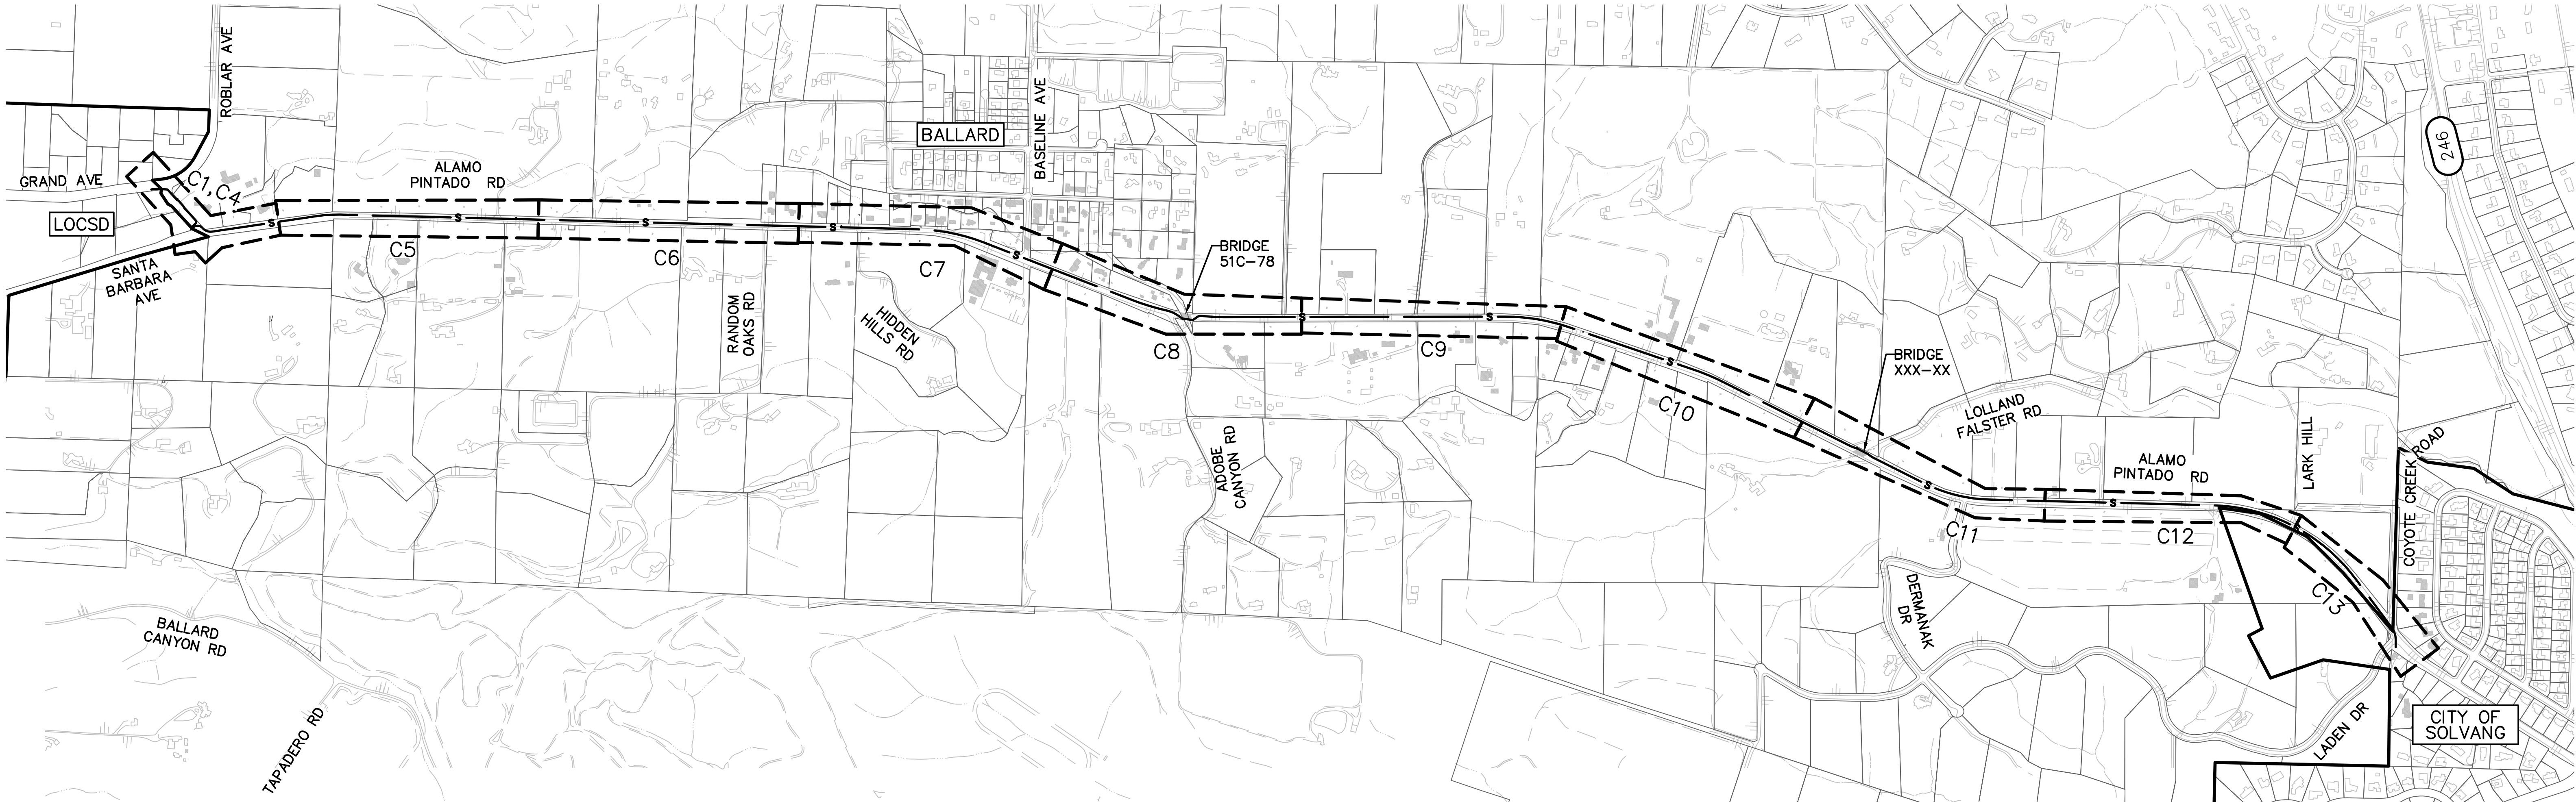 ROBLAR AVE
GRAND AVE
C1, C4
LOCSD
SANTA
BARBARA
AVE
ALAMO
PINTADO RD
S
C5
S
S
C6
RANDOM
OAKS RD
S
C7
HIDDEN
HILLS RD
BALLARD
BASELINE AVE
S
BRIDGE
51C-78
C8
ADOBE
CANYON RD
S
C9
S
S
C10
BRIDGE
XXX-XX
LOLLAND
FALSTER RD
S
C11
DERMANAK
DR
ALAMO
PINTADO RD
S
C12
LARK HILL
S
C13
COYOTE CREEK ROAD
246
LADEN DR
CITY OF
SOLVANG
BALLARD
CANYON RD
TAPADERO RD